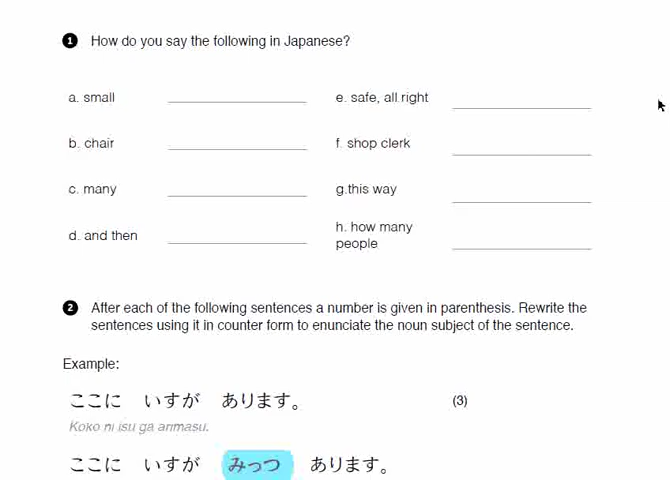 1 How do you say the following in Japanese?
a. small e. safe, all right
b. chair f. shop clerk
c. many g.this way
d. and then h. how many people
2 After each of the following sentences a number is given in parenthesis. Rewrite the
sentences using it in counter form to enunciate the noun subject of the sentence.
Example:
ここに いすが あります。 (3)
Koko ni isu ga arimasu.
ここに いすが みっつ あります。